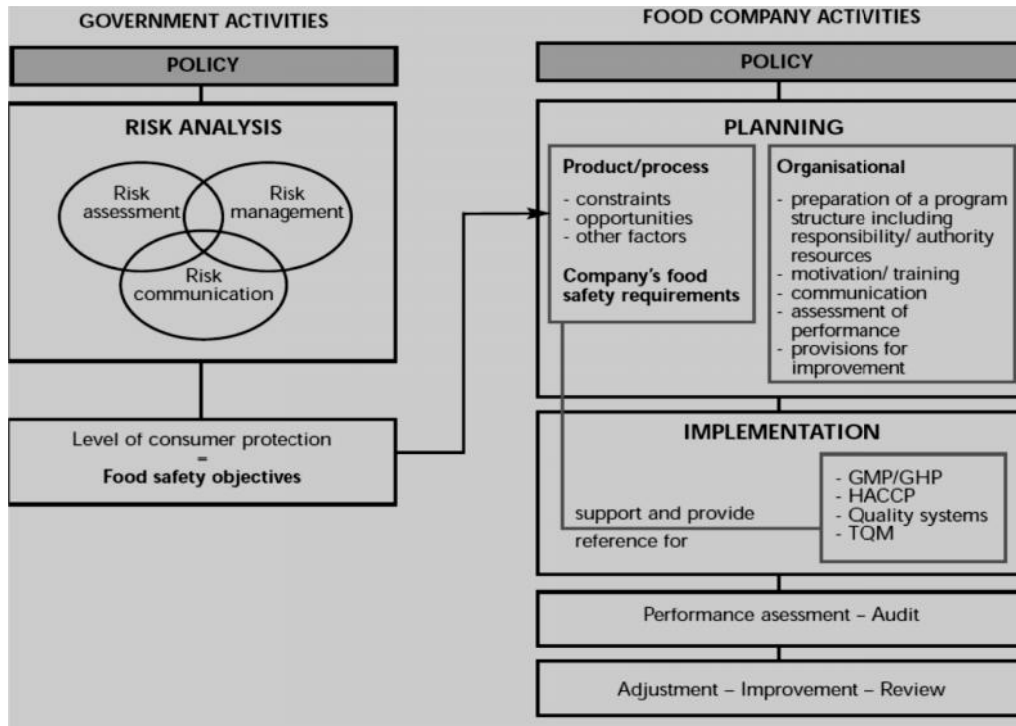 GOVERNMENT ACTIVITIES
POLICY
RISK ANALYSIS
Risk
assessment
Risk
management
Risk
communication
Level of consumer protection
=
Food safety objectives
FOOD COMPANY ACTIVITIES
POLICY
PLANNING
Product/process
- constraints
- opportunities
- other factors
Company's food
safety requirements
Organisational
- preparation of a program
structure including
responsibility/ authority
resources
- motivation/ training
- communication
- assessment of
performance
- provisions for
improvement
IMPLEMENTATION
support and provide
reference for
- GMP/GHP
- HACCP
- Quality systems
- TQM
Performance asessment – Audit
Adjustment – Improvement – Review